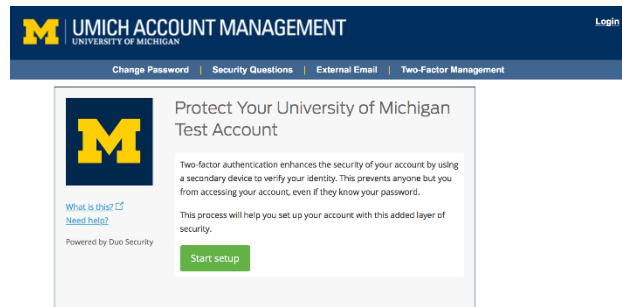 M | UMICH ACCOUNT MANAGEMENT
UNIVERSITY OF MICHIGAN
Login
Change Password | Security Questions | External Email | Two-Factor Management
M
What is this?
Need help?
Powered by Duo Security
Protect Your University of Michigan
Test Account
Two-factor authentication enhances the security of your account by using
a secondary device to verify your identity. This prevents anyone but you
from accessing your account, even if they know your password.
This process will help you set up your account with this added layer of
security.
Start setup